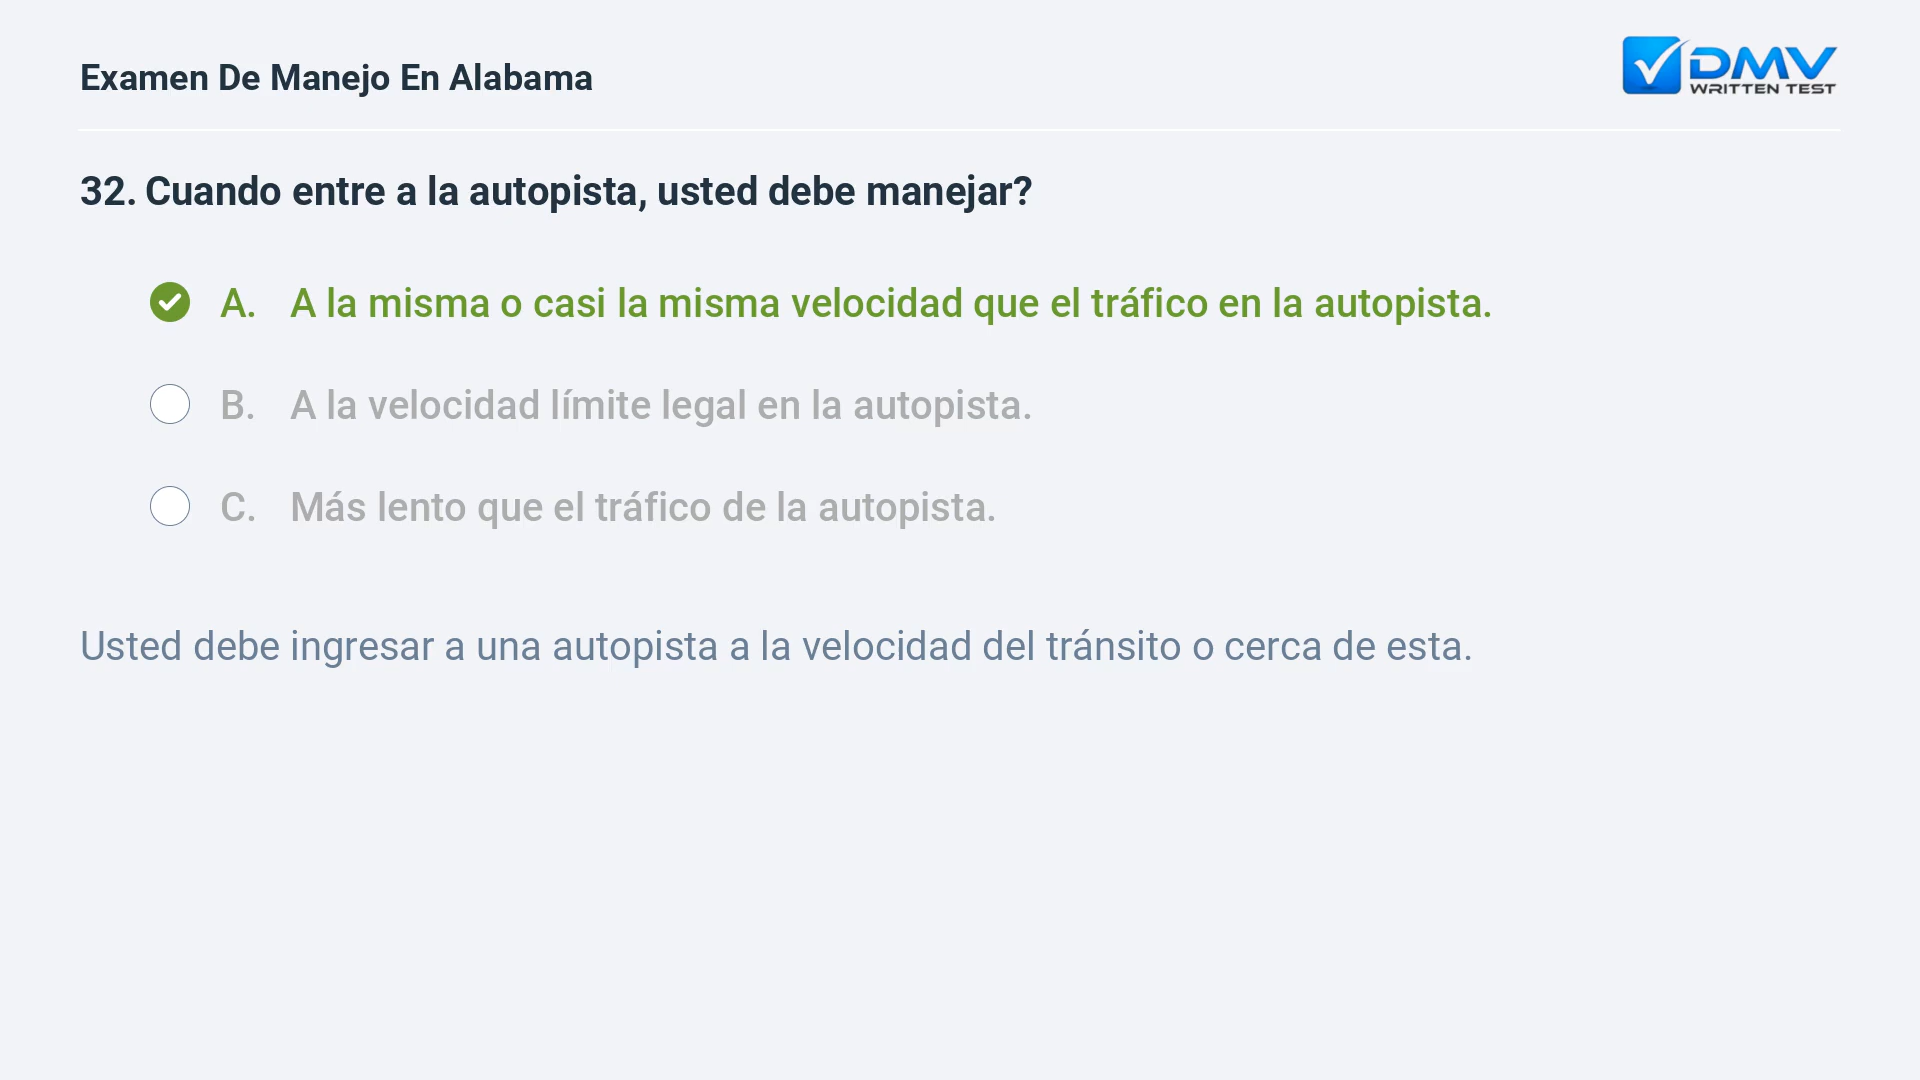 Examen De Manejo En Alabama
DMV
WRITTEN TEST
32. Cuando entre a la autopista, usted debe manejar?
A. A la misma o casi la misma velocidad que el tráfico en la autopista.
B. A la velocidad límite legal en la autopista.
C. Más lento que el tráfico de la autopista.
Usted debe ingresar a una autopista a la velocidad del tránsito o cerca de esta.